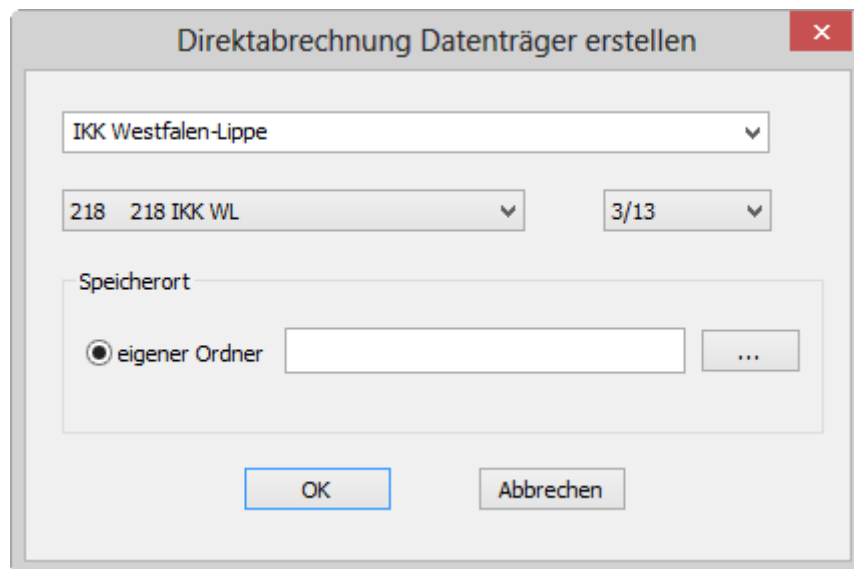 Direktabrechnung Datenträger erstellen
IKK Westfalen-Lippe
218 218 IKK WL 3/13
Speicherort
eigener Ordner ...
OK Abbrechen